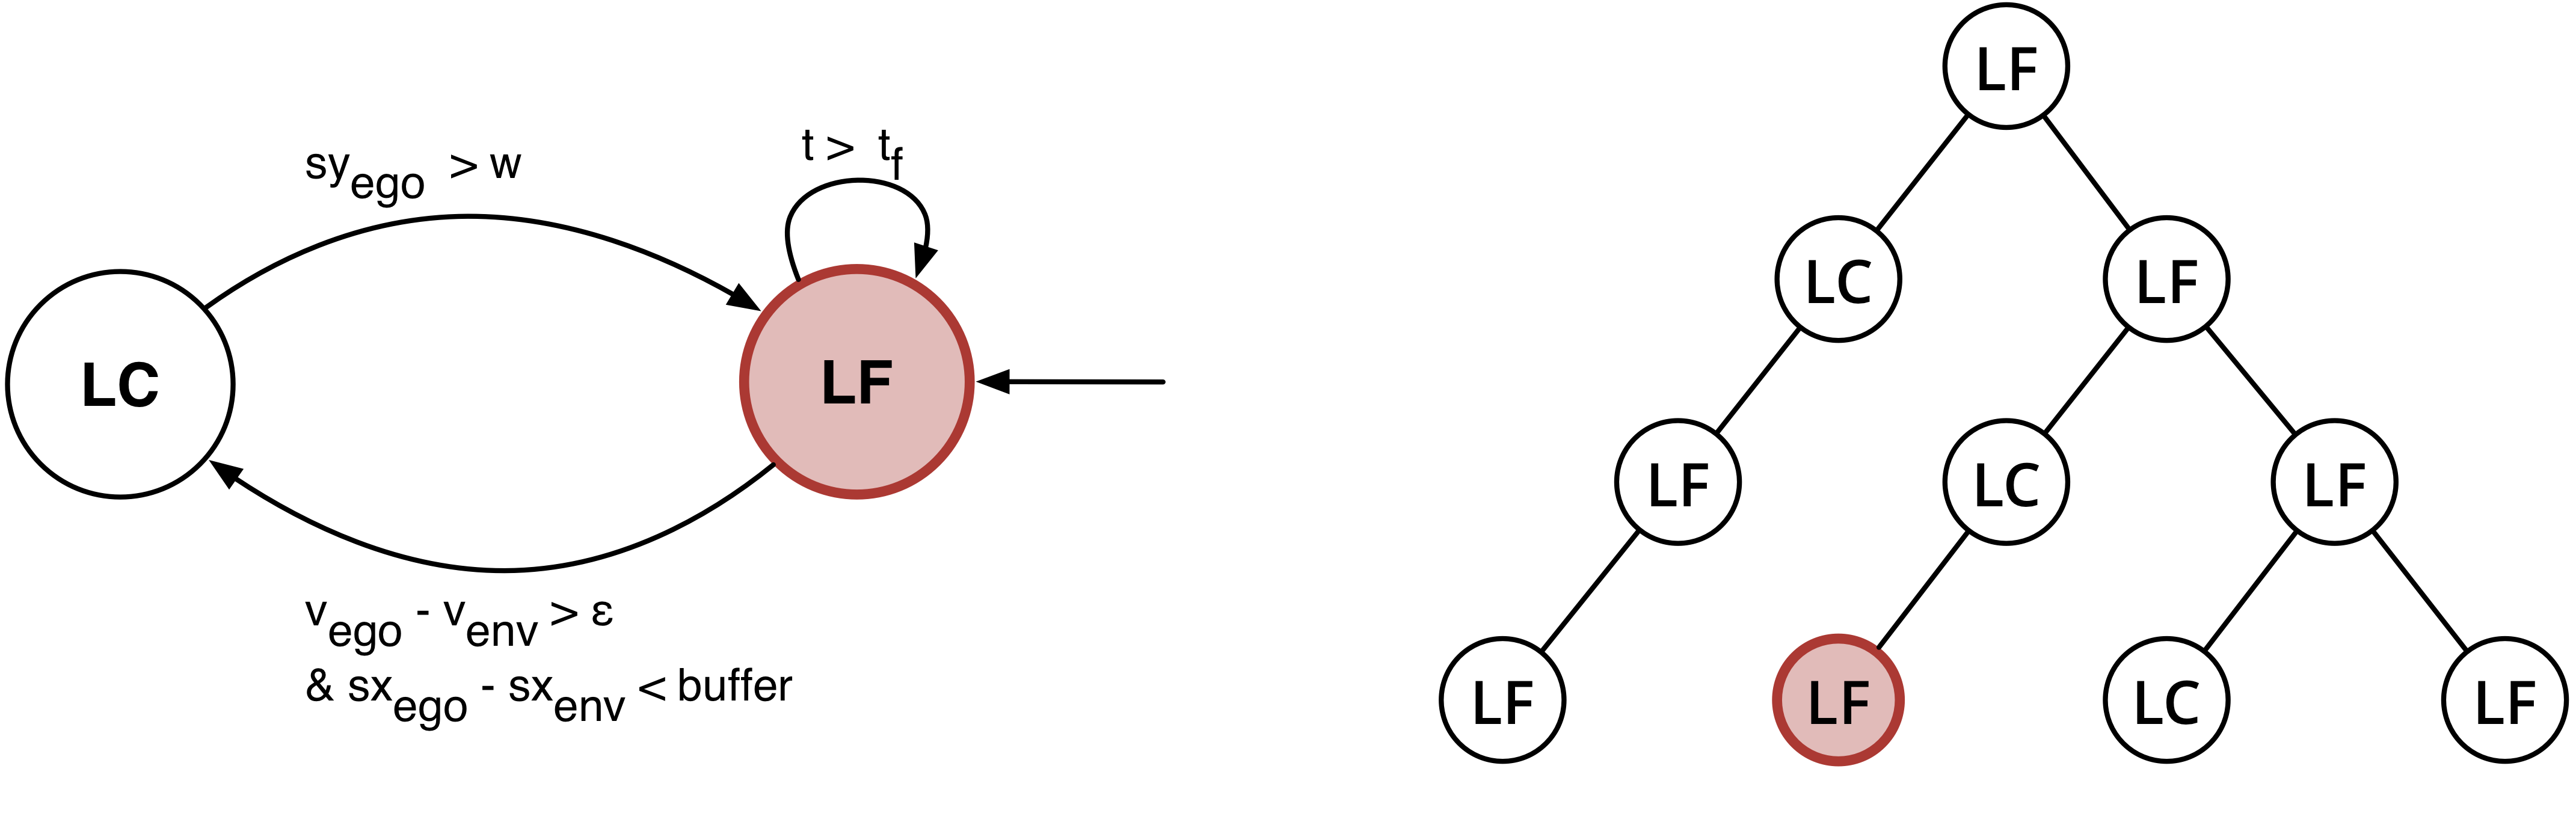 sy_ego > w
t > t_f
LC
LF
v_ego - v_env > ε
& sx_ego - sx_env < buffer
LF
LC LF
LF LC LF
LF LF LC LF